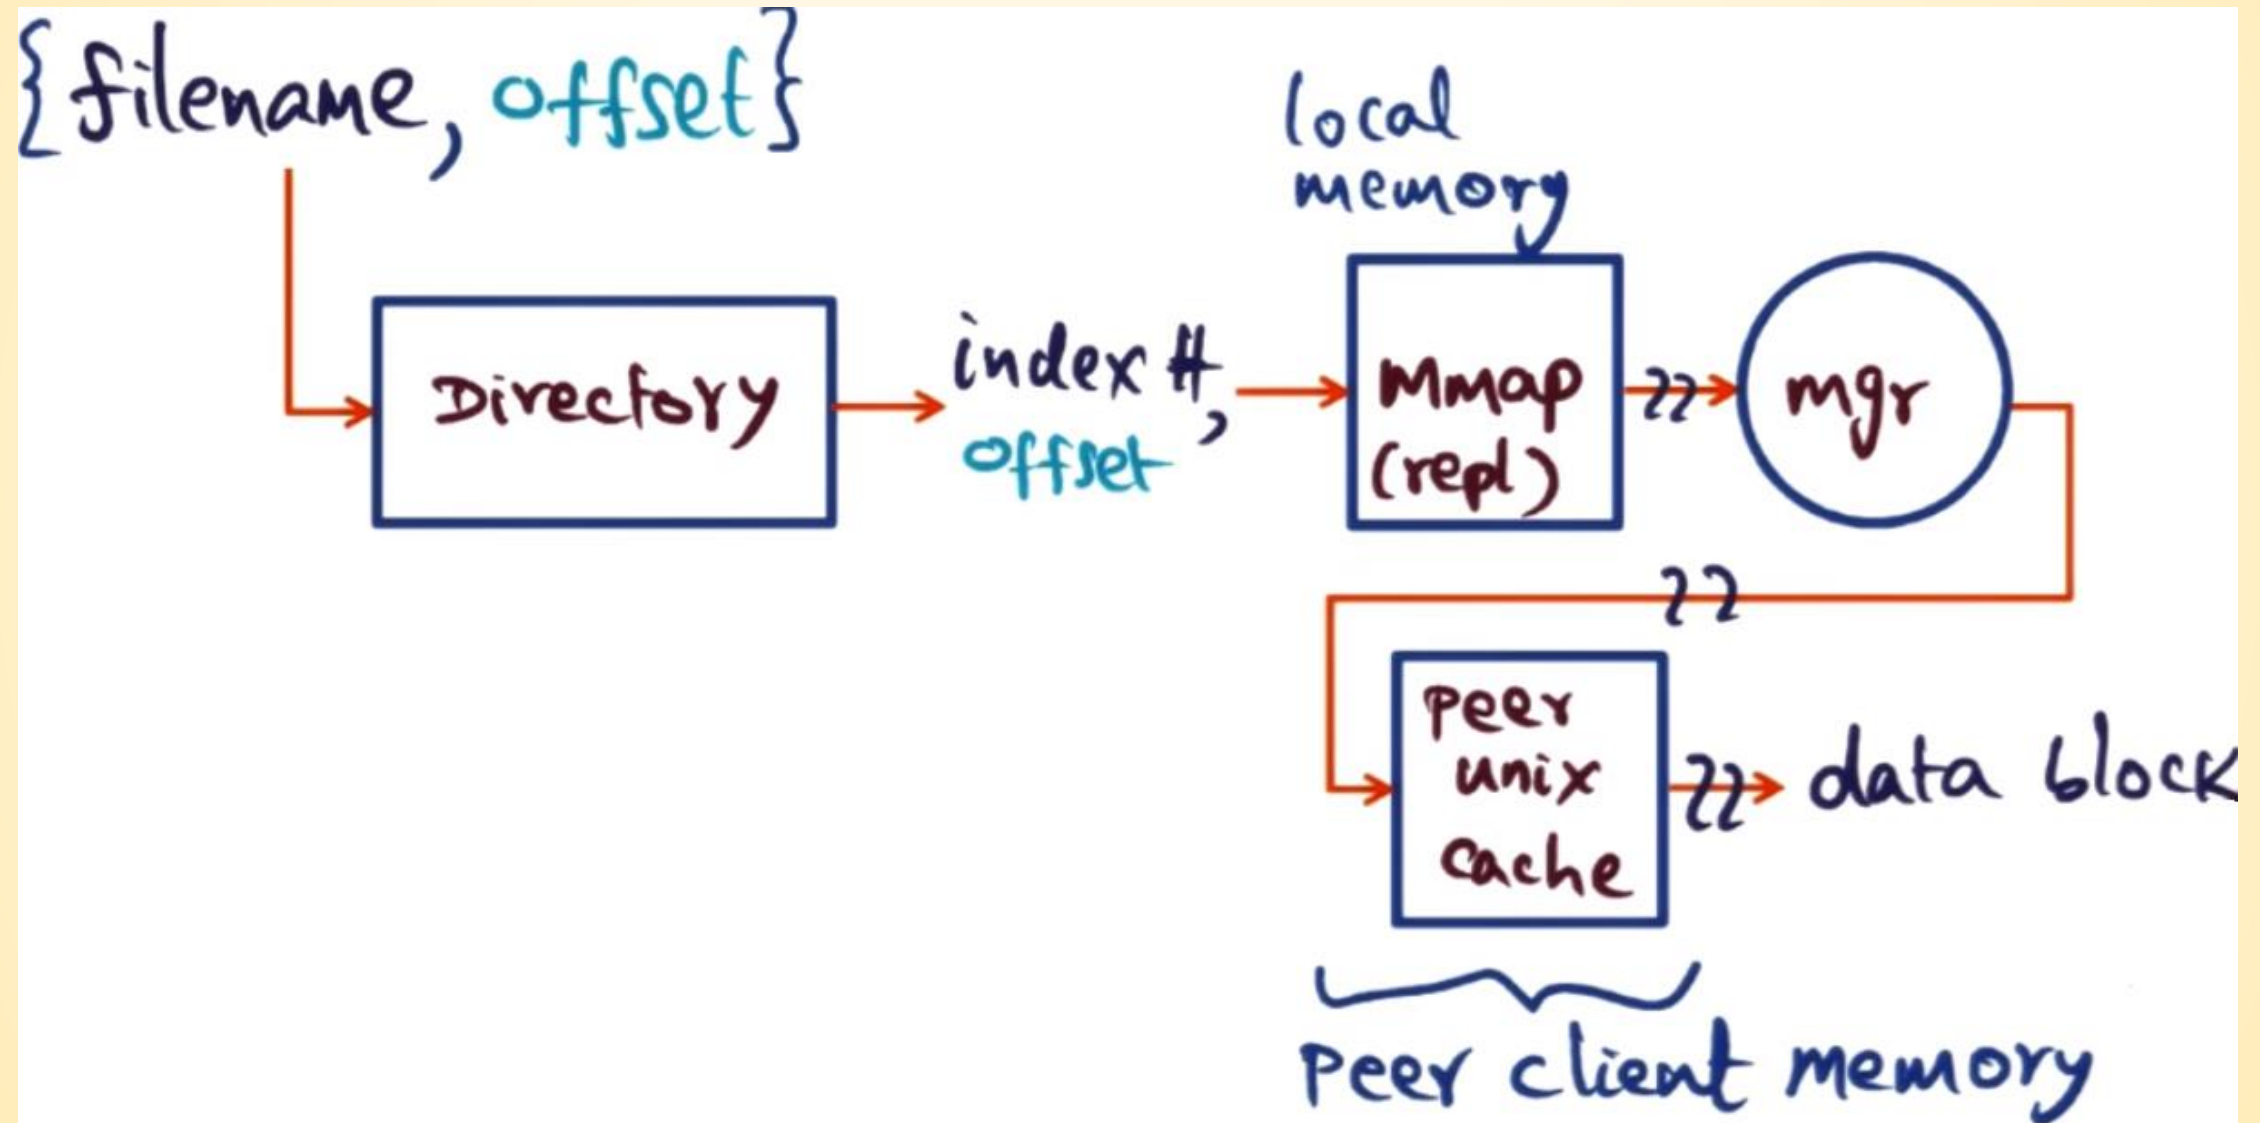 {filename, offset}
local
memory
Directory
index #,
offset
Mmap
(repl)
mgr
peer
unix
cache
data block
peer client memory